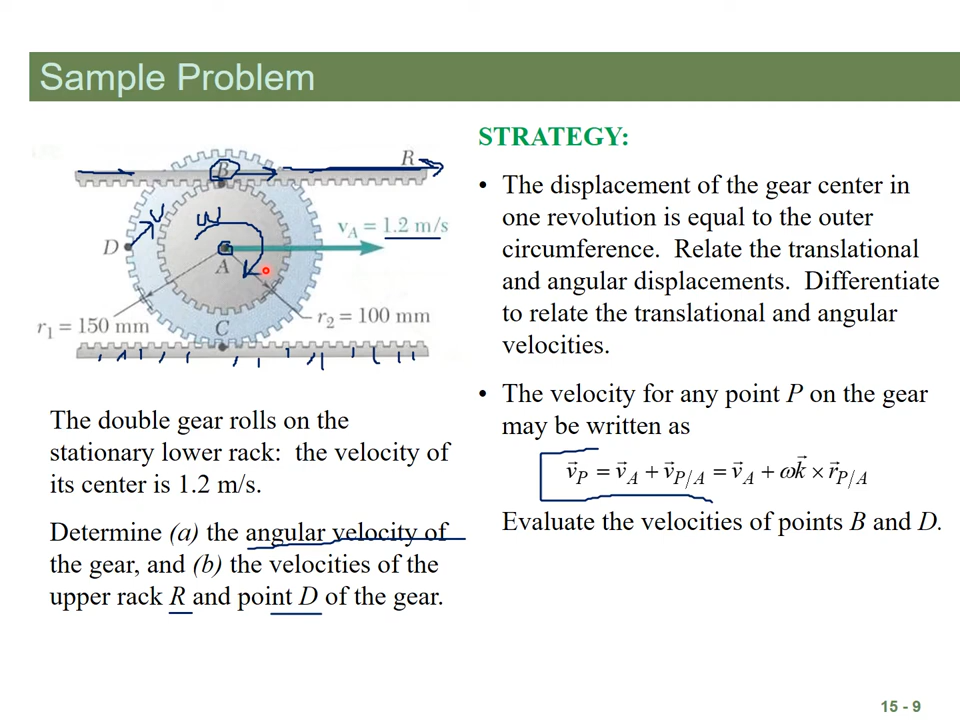 Sample Problem
B
R
V
W
v_A = 1.2 m/s
D
A
r₁ = 150 mm
r₂ = 100 mm
C
The double gear rolls on the
stationary lower rack: the velocity of
its center is 1.2 m/s.
Determine (a) the angular velocity of
the gear, and (b) the velocities of the
upper rack R and point D of the gear.
STRATEGY:
• The displacement of the gear center in
one revolution is equal to the outer
circumference. Relate the translational
and angular displacements. Differentiate
to relate the translational and angular
velocities.
• The velocity for any point P on the gear
may be written as
v⃗_P = v⃗_A + v⃗_{P/A} = v⃗_A + ωk⃗ × r⃗_{P/A}
Evaluate the velocities of points B and D.
15 - 9